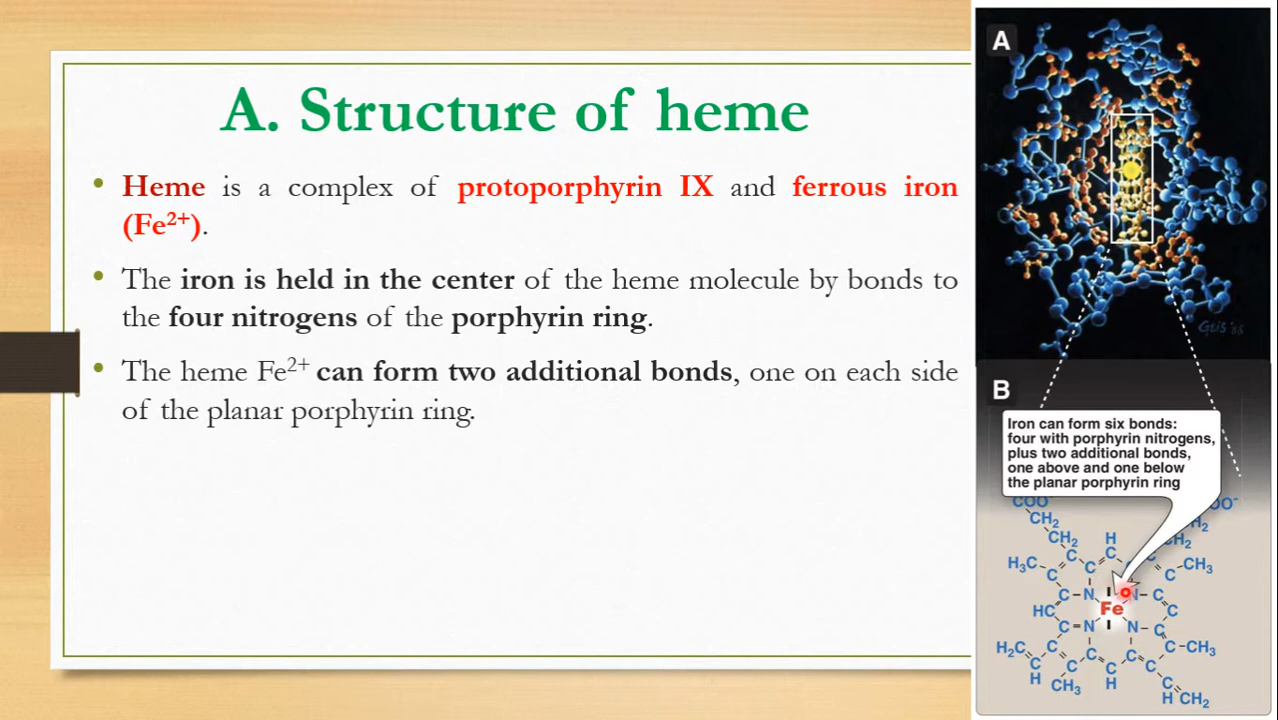 A. Structure of heme
• Heme is a complex of protoporphyrin IX and ferrous iron
(Fe²⁺).
• The iron is held in the center of the heme molecule by bonds to
the four nitrogens of the porphyrin ring.
• The heme Fe²⁺ can form two additional bonds, one on each side
of the planar porphyrin ring.
A
GEIS
B
Iron can form six bonds:
four with porphyrin nitrogens,
plus two additional bonds,
one above and one below
the planar porphyrin ring
COO OO⁻
CH₂ H₂
CH₂ H CH₂
H₃C C C C CH₃
C C C
C N N C
HC Fe C
C N N C
H₂C C C CH₃
C C C C C
H CH₃ H C
H CH₂